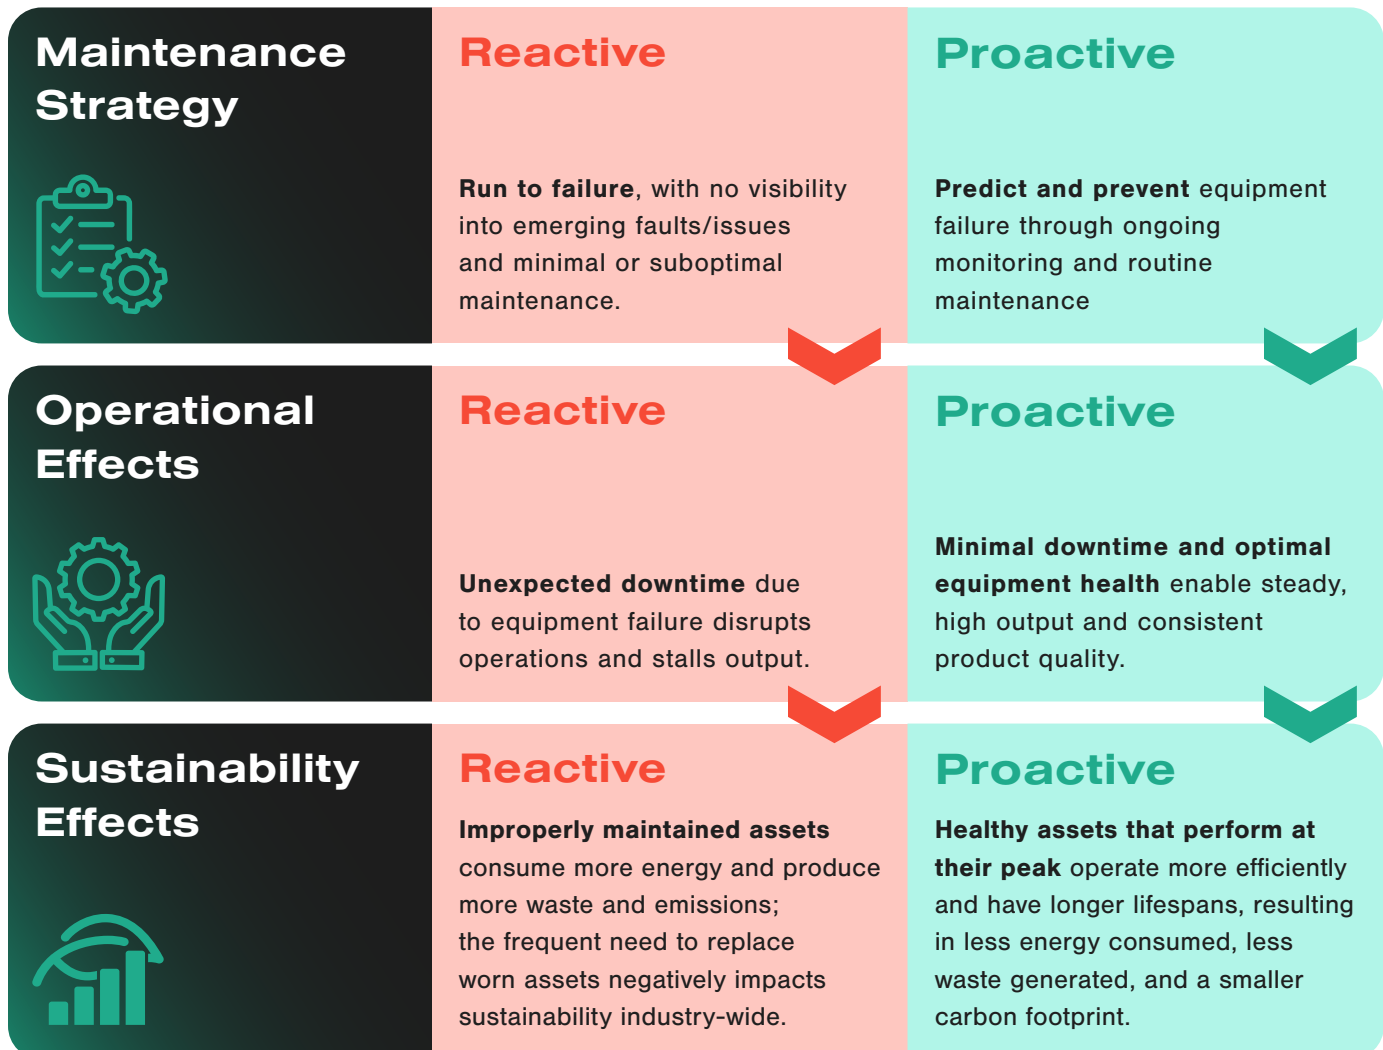 Maintenance
Strategy
Reactive
Run to failure, with no visibility
into emerging faults/issues
and minimal or suboptimal
maintenance.
Proactive
Predict and prevent equipment
failure through ongoing
monitoring and routine
maintenance
Operational
Effects
Reactive
Unexpected downtime due
to equipment failure disrupts
operations and stalls output.
Proactive
Minimal downtime and optimal
equipment health enable steady,
high output and consistent
product quality.
Sustainability
Effects
Reactive
Improperly maintained assets
consume more energy and produce
more waste and emissions;
the frequent need to replace
worn assets negatively impacts
sustainability industry-wide.
Proactive
Healthy assets that perform at
their peak operate more efficiently
and have longer lifespans, resulting
in less energy consumed, less
waste generated, and a smaller
carbon footprint.